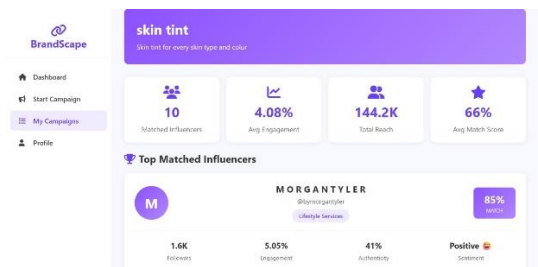 BrandScape
Dashboard
Start Campaign
My Campaigns
Profile
skin tint
Skin tint for every skin type and colur
10
Matched Influencers
4.08%
Avg Engagement
144.2K
Total Reach
66%
Avg Match Score
Top Matched Influencers
M
M O R G A N T Y L E R
@bymorgantyler
Lifestyle Services
85%
MATCH
1.6K
Followers
5.05%
Engagement
41%
Authenticity
Positive 😄
Sentiment